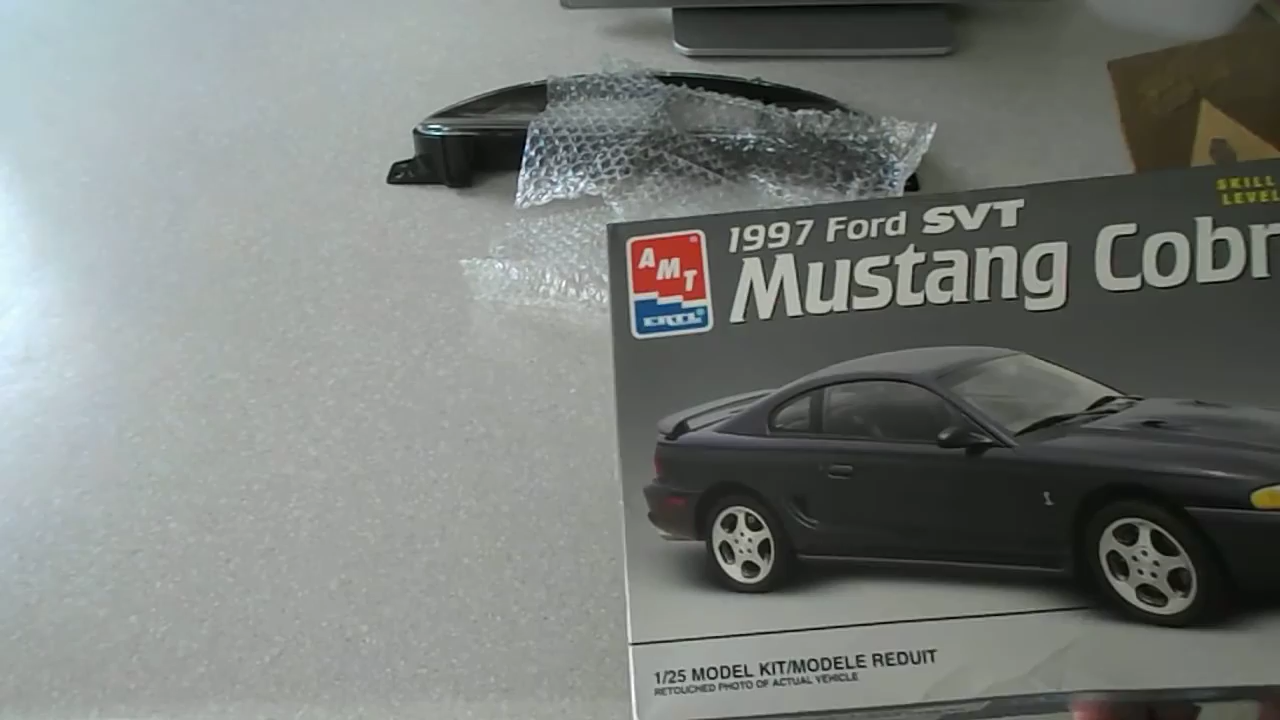 1997 Ford SVT
Mustang Cobr
SKILL
LEVEL
AMT
ERTL
1/25 MODEL KIT/MODELE REDUIT
RETOUCHED PHOTO OF ACTUAL VEHICLE